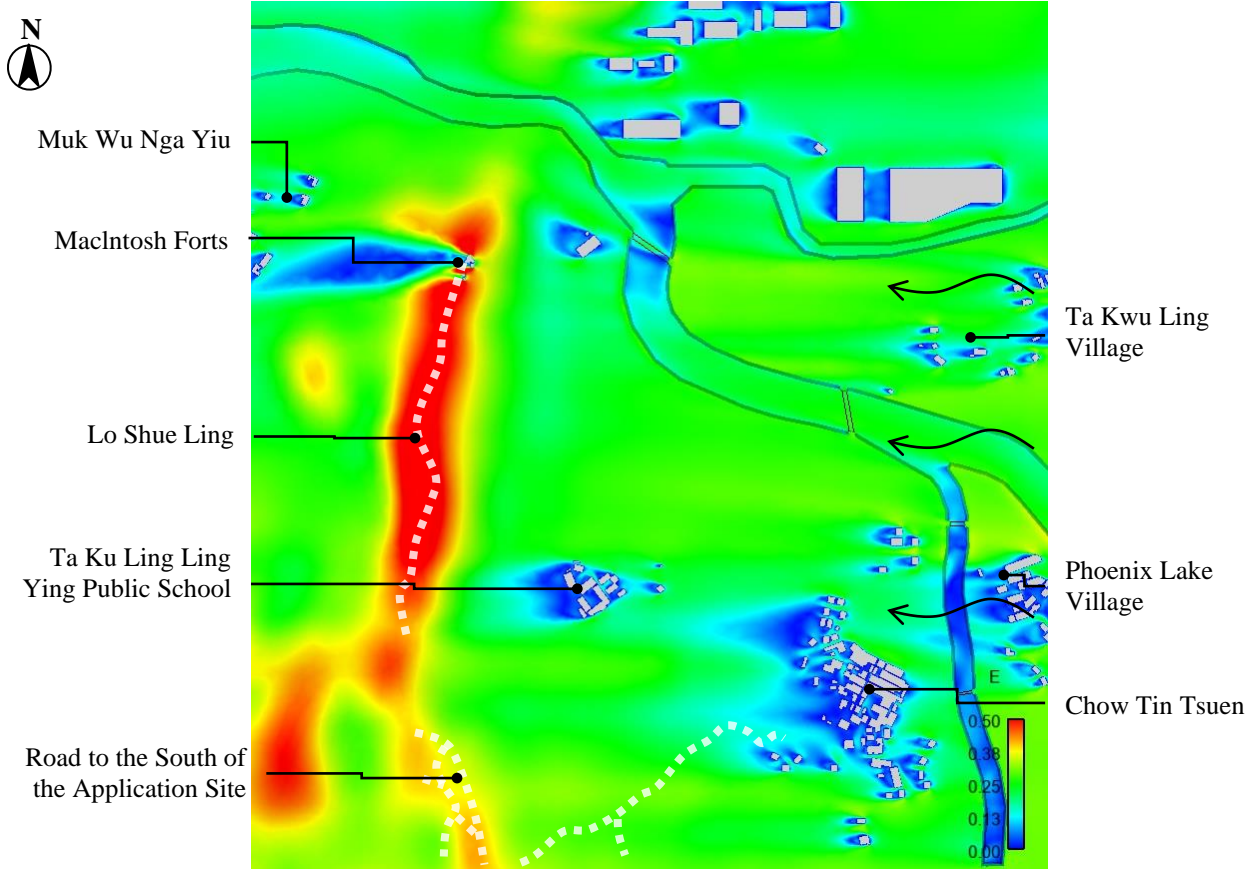 N
Muk Wu Nga Yiu
MacIntosh Forts
Lo Shue Ling
Ta Ku Ling Ling
Ying Public School
Road to the South of
the Application Site
Ta Kwu Ling
Village
Phoenix Lake
Village
Chow Tin Tsuen
E
0.50
0.38
0.25
0.13
0.00